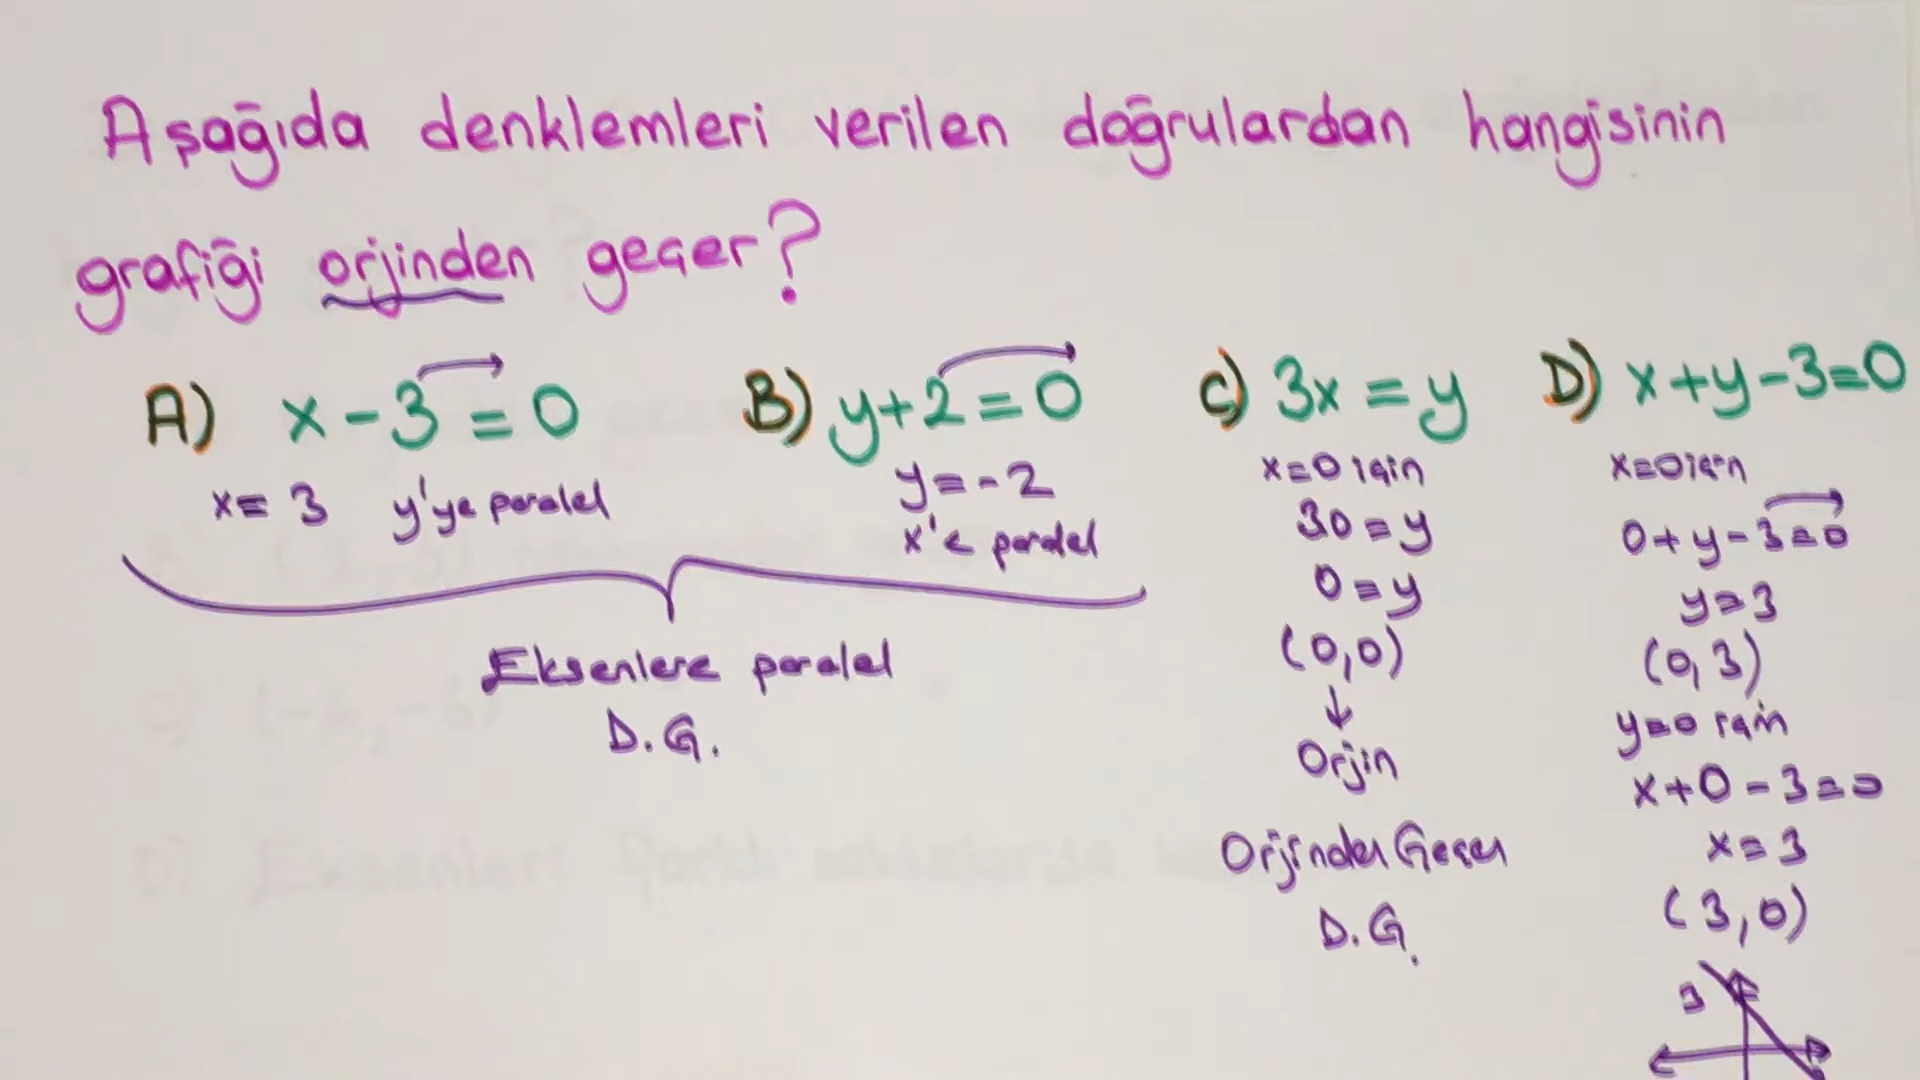 Aşağıda denklemleri verilen doğrulardan hangisinin
grafiği orjinden geçer?
A) x-3=0
x=3 y'ye paralel
B) y+2=0
y=-2
x'e paralel
Eksenlere paralel
D.G.
C) 3x=y
x=0 için
3.0=y
0=y
(0,0)
↓
Orjin
Orjinden Geçer
D.G.
D) x+y-3=0
x=0 için
0+y-3=0
y=3
(0,3)
y=0 için
x+0-3=0
x=3
(3,0)
3